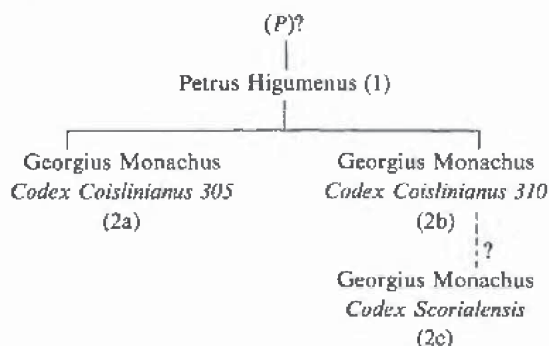 (P)?
Petrus Higumenus (1)
Georgius Monachus Georgius Monachus
Codex Coislinianus 305 Codex Coislinianus 310
(2a) (2b)
?
Georgius Monachus
Codex Scorialensis
(2c)